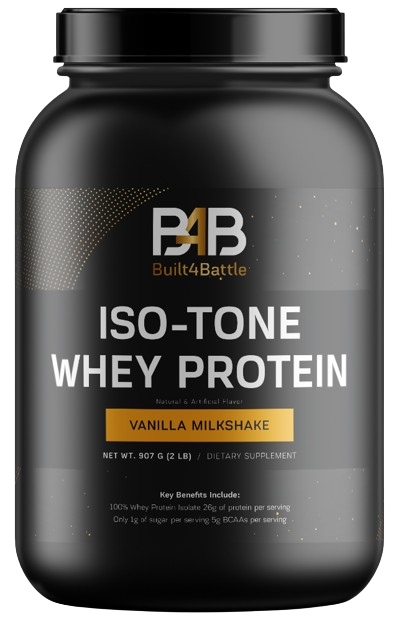 B4B
Built4Battle
ISO-TONE
WHEY PROTEIN
Natural & Artificial Flavor
VANILLA MILKSHAKE
NET WT. 907 G (2 LB) / DIETARY SUPPLEMENT
Key Benefits Include:
100% Whey Protein Isolate 26g of protein per serving
Only 1g of sugar per serving 5g BCAAs per serving